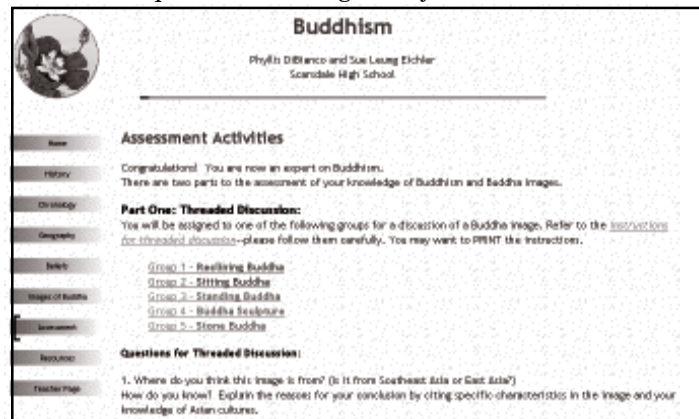 Buddhism
Phyllis DiBianco and Sue Leung Eichler
Scarsdale High School
Home
History
Chronology
Geography
Beliefs
Images of Buddha
Assessment
Resources
Teacher Page
Assessment Activities
Congratulations! You are now an expert on Buddhism.
There are two parts to the assessment of your knowledge of Buddhism and Buddha Images.
Part One: Threaded Discussion:
You will be assigned to one of the following groups for a discussion of a Buddha image. Refer to the instructions
for threaded discussion--please follow them carefully. You may want to PRINT the instructions.
Group 1 - Reclining Buddha
Group 2 - Sitting Buddha
Group 3 - Standing Buddha
Group 4 - Buddha Sculpture
Group 5 - Stone Buddha
Questions for Threaded Discussion:
1. Where do you think this image is from? (Is it from Southeast Asia or East Asia?)
How do you know? Explain the reasons for your conclusion by citing specific characteristics in the image and your
knowledge of Asian cultures.